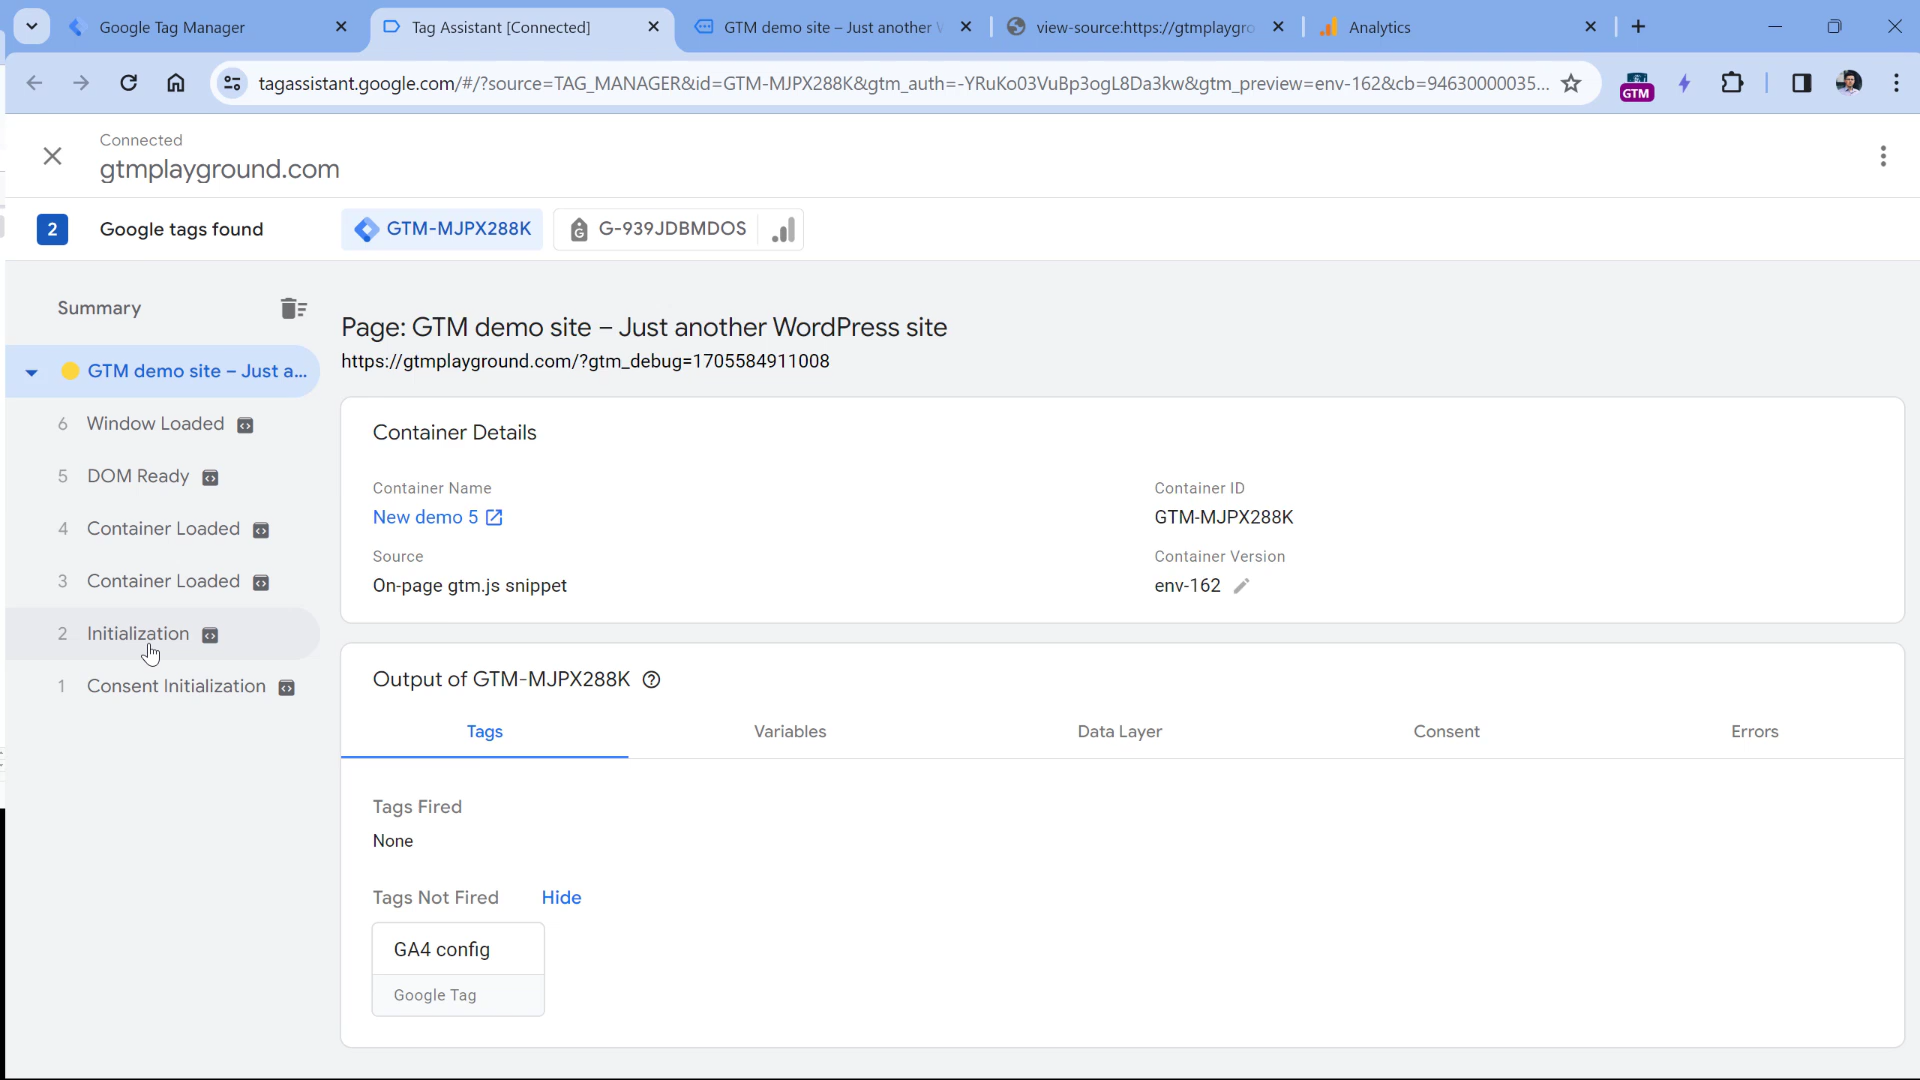 Google Tag Manager
Tag Assistant [Connected]
GTM demo site – Just another W
view-source:https://gtmplaygro
Analytics
tagassistant.google.com/#/?source=TAG_MANAGER&id=GTM-MJPX288K&gtm_auth=-YRuKo03VuBp3ogL8Da3kw&gtm_preview=env-162&cb=94630000035...
GTM
Connected
gtmplayground.com
2
Google tags found
GTM-MJPX288K
G-939JDBMDOS
Summary
GTM demo site – Just a...
6 Window Loaded
5 DOM Ready
4 Container Loaded
3 Container Loaded
2 Initialization
1 Consent Initialization
Page: GTM demo site – Just another WordPress site
https://gtmplayground.com/?gtm_debug=1705584911008
Container Details
Container Name
New demo 5
Container ID
GTM-MJPX288K
Source
On-page gtm.js snippet
Container Version
env-162
Output of GTM-MJPX288K
Tags
Variables
Data Layer
Consent
Errors
Tags Fired
None
Tags Not Fired
Hide
GA4 config
Google Tag